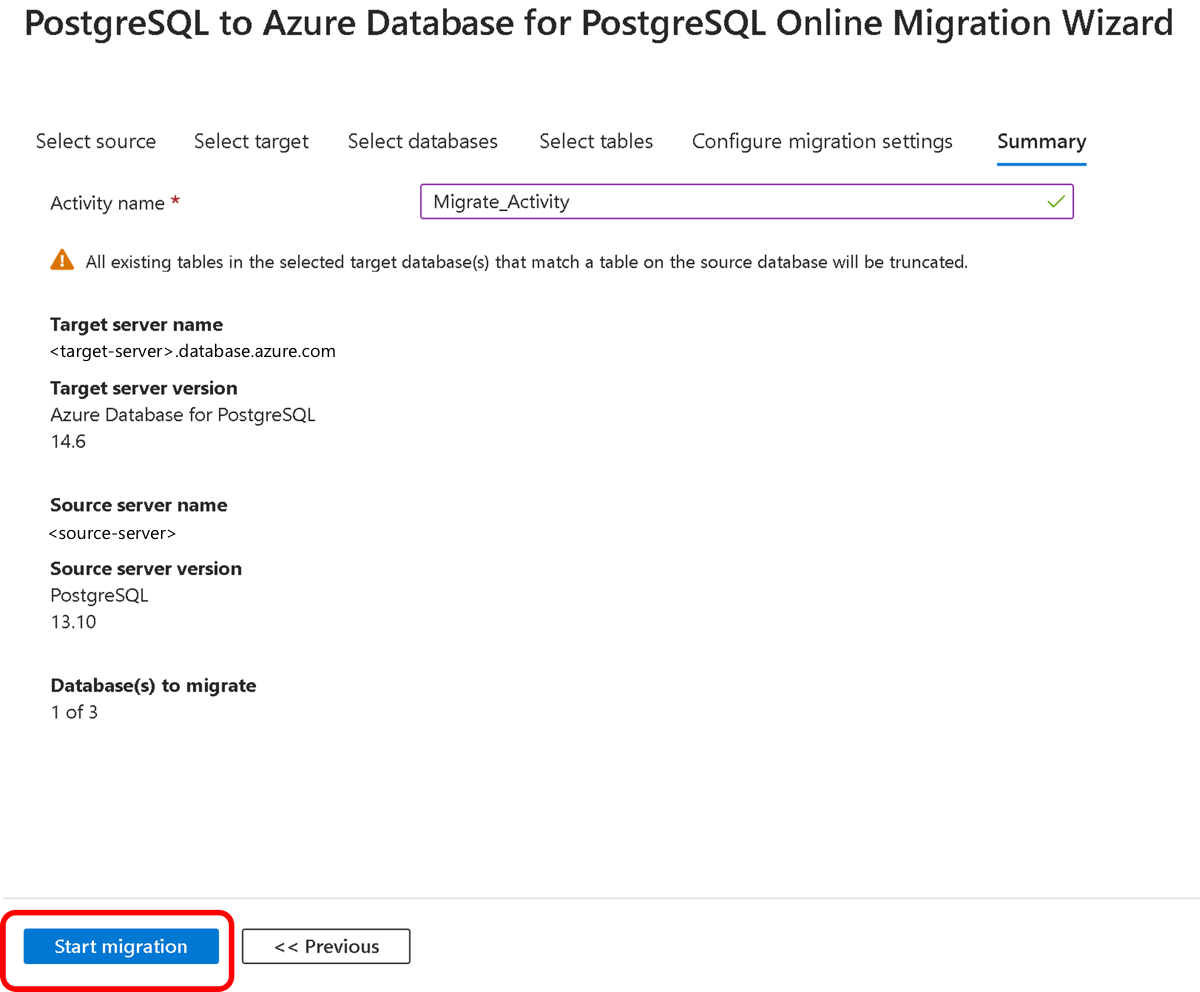 PostgreSQL to Azure Database for PostgreSQL Online Migration Wizard
Select source Select target Select databases Select tables Configure migration settings Summary
Activity name * Migrate_Activity
All existing tables in the selected target database(s) that match a table on the source database will be truncated.
Target server name
<target-server>.database.azure.com
Target server version
Azure Database for PostgreSQL
14.6
Source server name
<source-server>
Source server version
PostgreSQL
13.10
Database(s) to migrate
1 of 3
Start migration << Previous